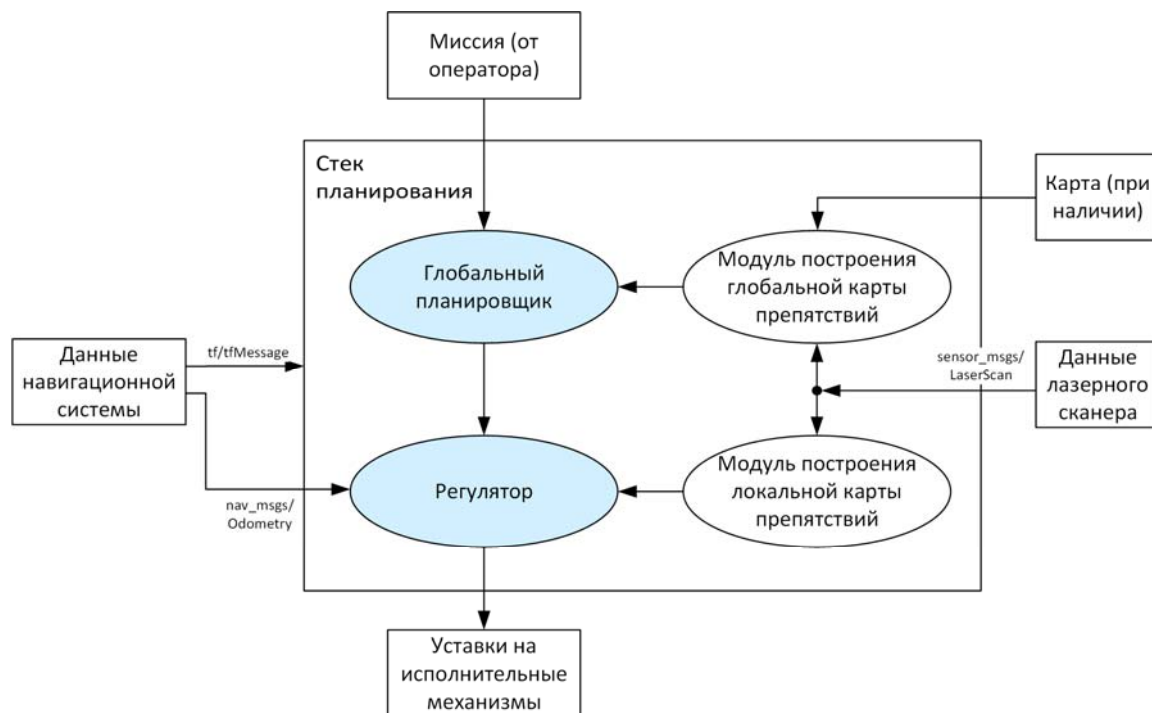 Миссия (от
оператора)
Стек
планирования
Карта (при
наличии)
Глобальный
планировщик
Модуль построения
глобальной карты
препятствий
Данные
навигационной
системы
tf/tfMessage
sensor_msgs/
LaserScan
Данные
лазерного
сканера
Регулятор
Модуль построения
локальной карты
препятствий
nav_msgs/
Odometry
Уставки на
исполнительные
механизмы